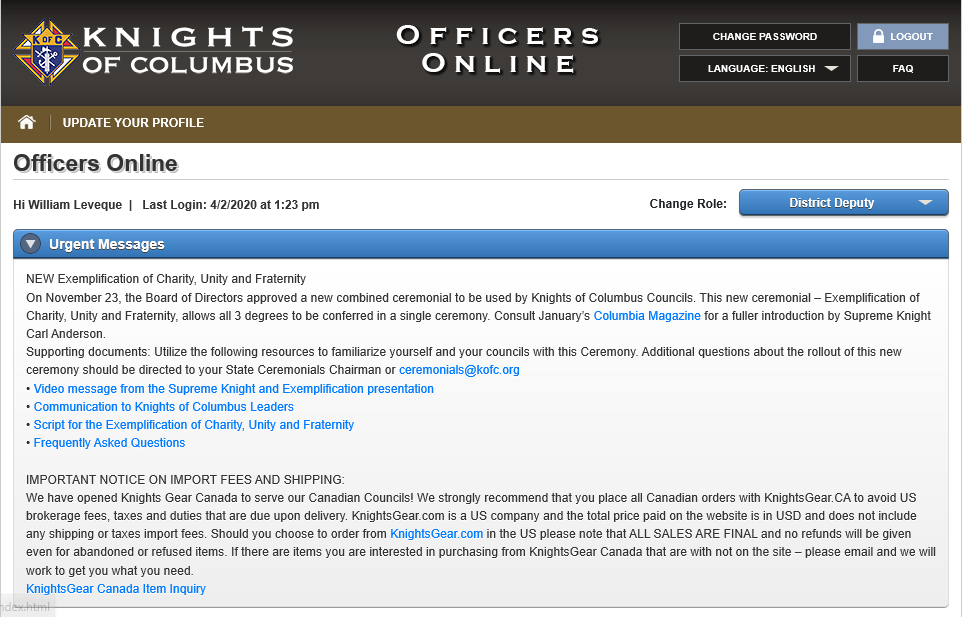 K OF C
KNIGHTS
OF COLUMBUS
OFFICERS
ONLINE
CHANGE PASSWORD
LOGOUT
LANGUAGE: ENGLISH
FAQ
UPDATE YOUR PROFILE
Officers Online
Hi William Leveque | Last Login: 4/2/2020 at 1:23 pm
Change Role:
District Deputy
Urgent Messages
NEW Exemplification of Charity, Unity and Fraternity
On November 23, the Board of Directors approved a new combined ceremonial to be used by Knights of Columbus Councils. This new ceremonial – Exemplification of
Charity, Unity and Fraternity, allows all 3 degrees to be conferred in a single ceremony. Consult January’s Columbia Magazine for a fuller introduction by Supreme Knight
Carl Anderson.
Supporting documents: Utilize the following resources to familiarize yourself and your councils with this Ceremony. Additional questions about the rollout of this new
ceremony should be directed to your State Ceremonials Chairman or ceremonials@kofc.org
• Video message from the Supreme Knight and Exemplification presentation
• Communication to Knights of Columbus Leaders
• Script for the Exemplification of Charity, Unity and Fraternity
• Frequently Asked Questions
IMPORTANT NOTICE ON IMPORT FEES AND SHIPPING:
We have opened Knights Gear Canada to serve our Canadian Councils! We strongly recommend that you place all Canadian orders with KnightsGear.CA to avoid US
brokerage fees, taxes and duties that are due upon delivery. KnightsGear.com is a US company and the total price paid on the website is in USD and does not include
any shipping or taxes import fees. Should you choose to order from KnightsGear.com in the US please note that ALL SALES ARE FINAL and no refunds will be given
even for abandoned or refused items. If there are items you are interested in purchasing from KnightsGear Canada that are with not on the site – please email and we will
work to get you what you need.
KnightsGear Canada Item Inquiry
ndex.html